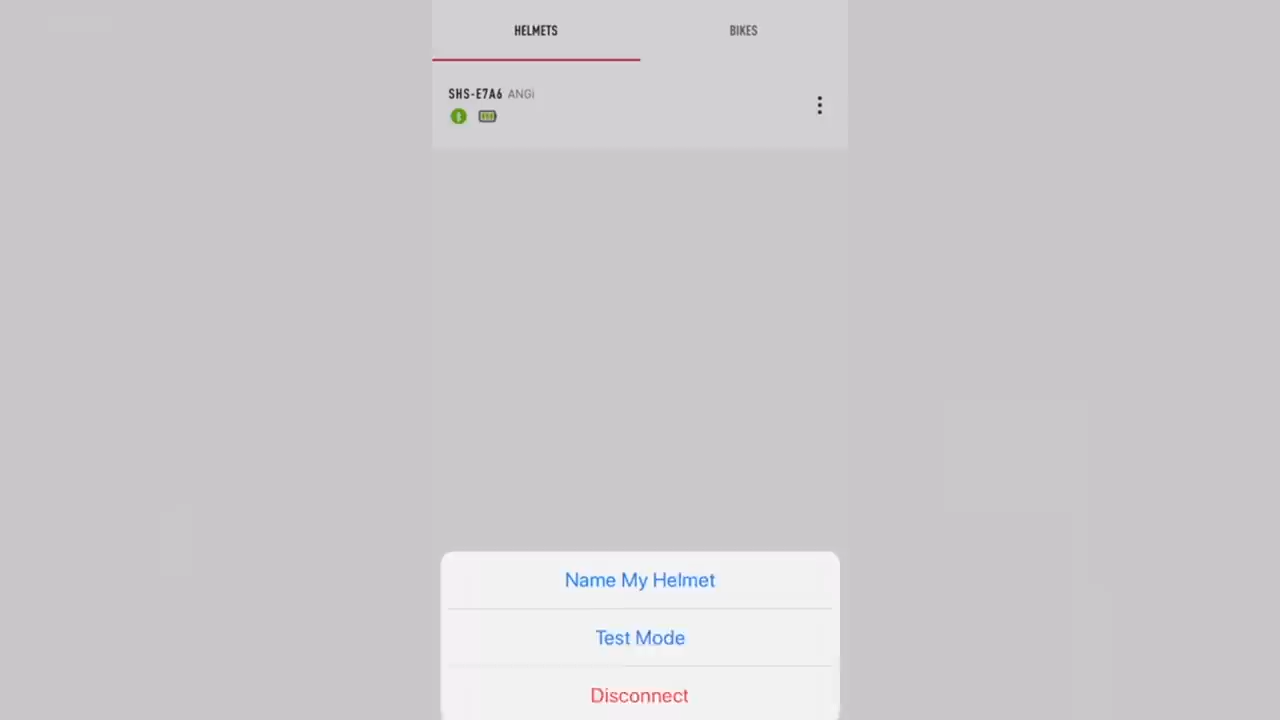 HELMETS BIKES
SHS-E7A6 ANGi
Name My Helmet
Test Mode
Disconnect